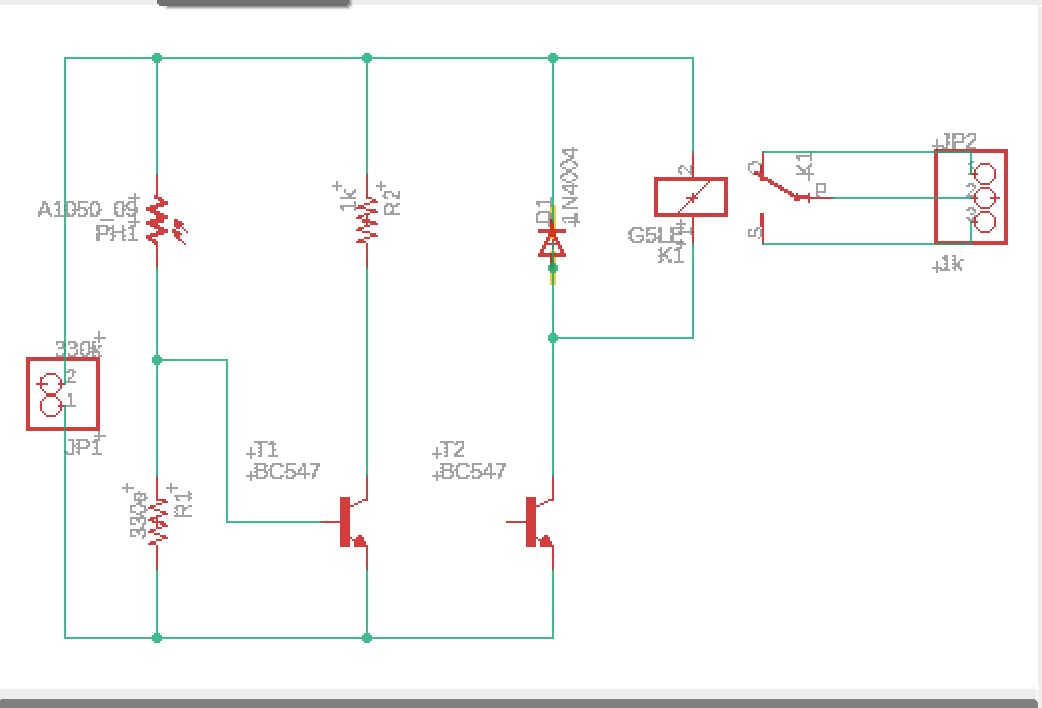 JP2
1N4004
2
K1
O
1
1k
R2
P
2
A1050_09
D1
3
PH1
G5LE
1
S
K1
1k
330k
2
1
JP1
T1
T2
BC547
BC547
R1